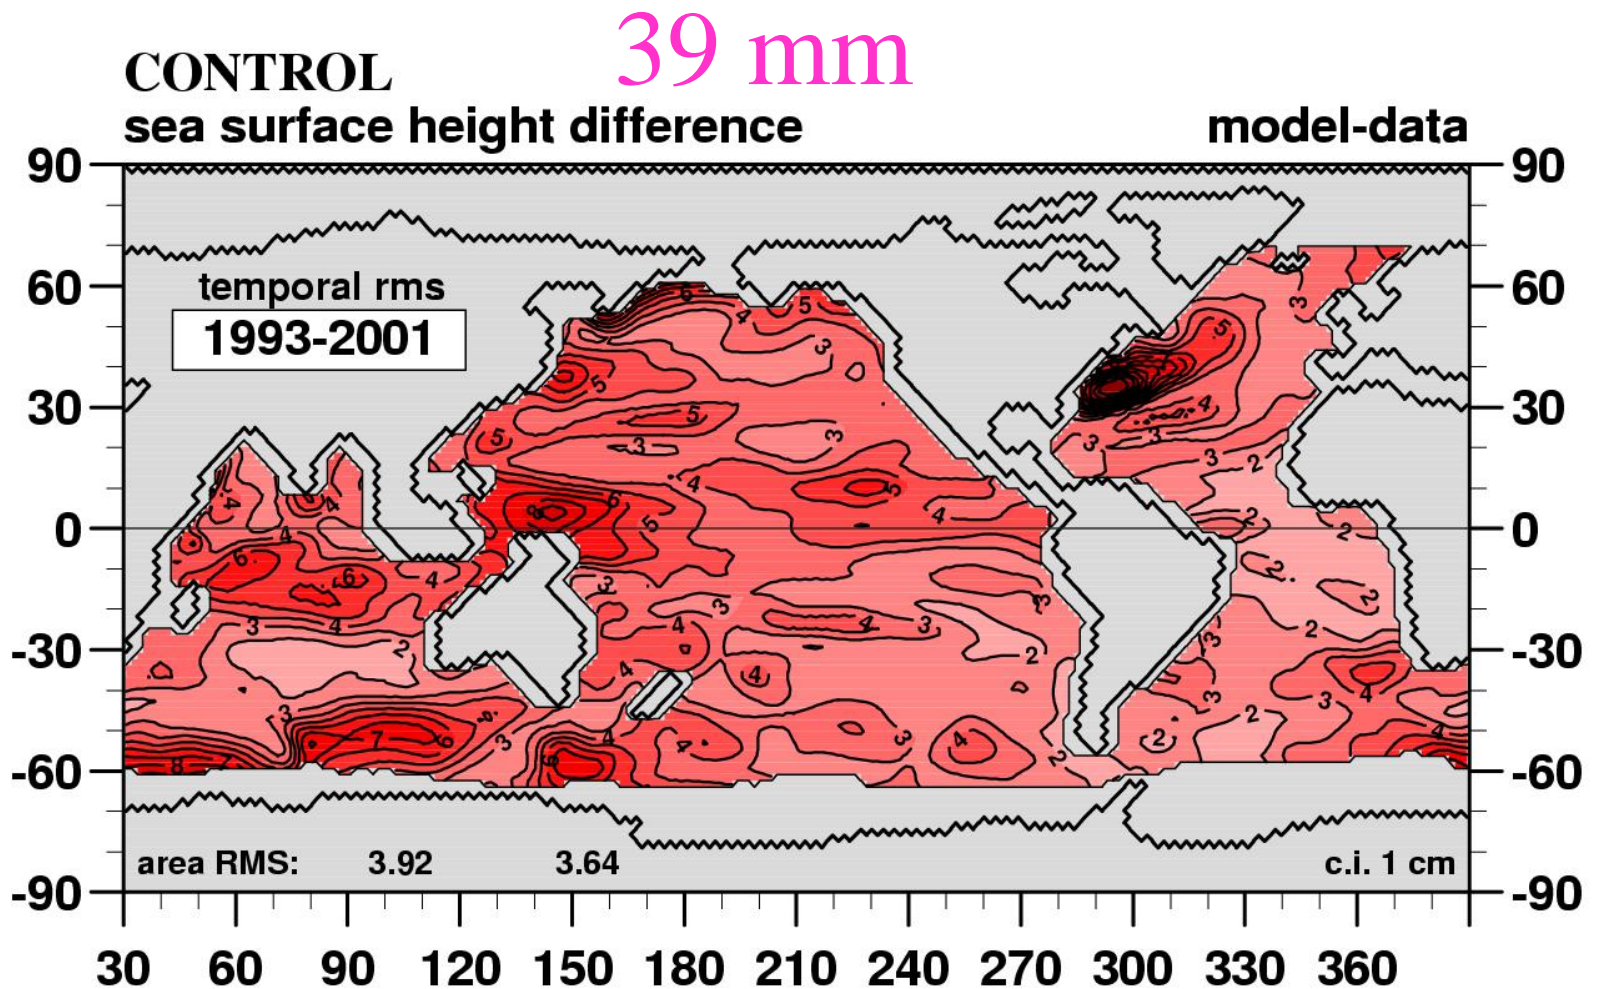 39 mm
CONTROL
sea surface height difference model-data
90 90
60 60
30 30
0 0
-30 -30
-60 -60
-90 -90
temporal rms
1993-2001
area RMS: 3.92 3.64 c.i. 1 cm
30 60 90 120 150 180 210 240 270 300 330 360